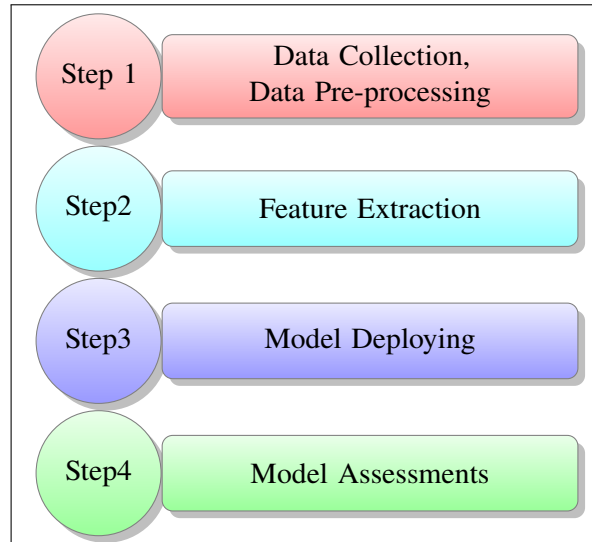 Step 1
Data Collection,
Data Pre-processing
Step2
Feature Extraction
Step3
Model Deploying
Step4
Model Assessments